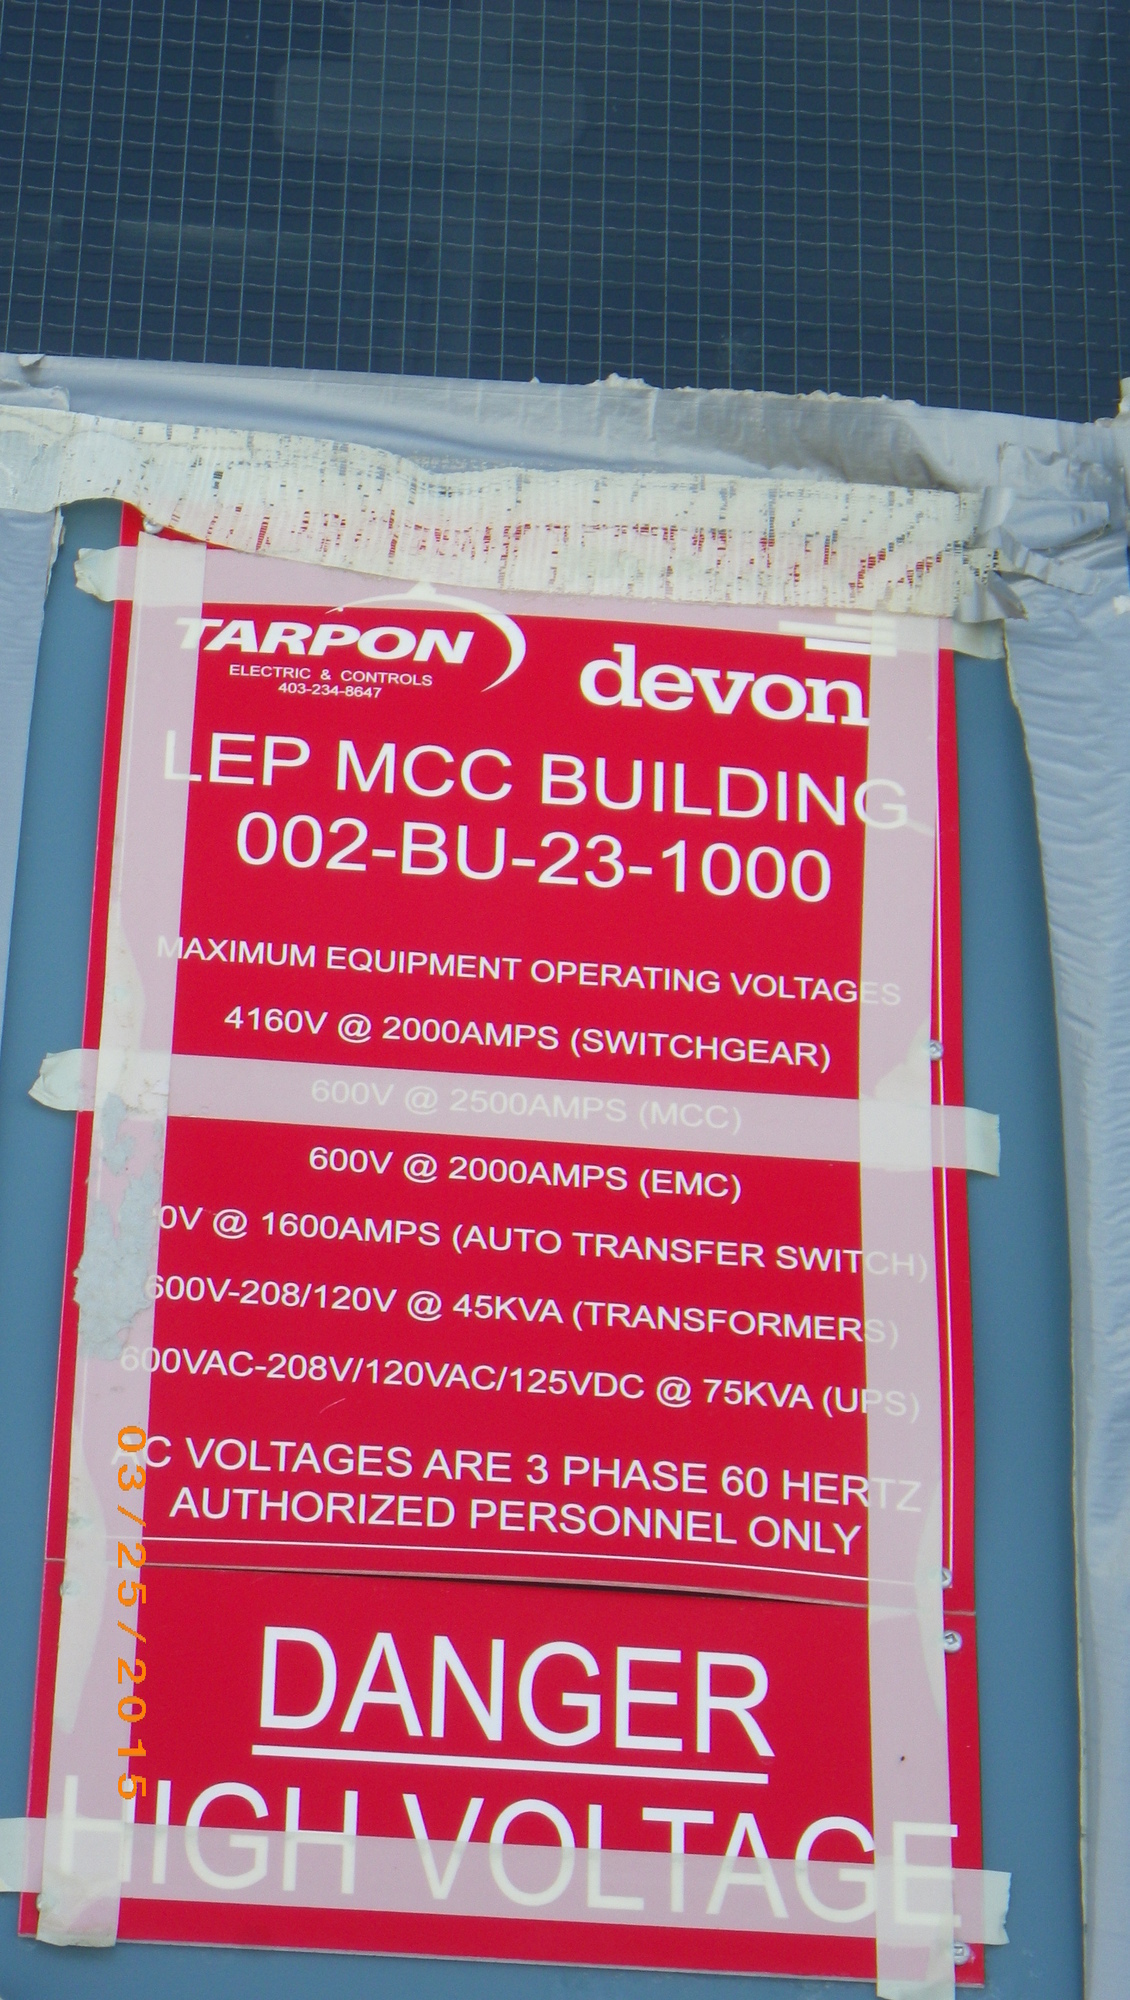 TARPON
ELECTRIC & CONTROLS
403-234-8647
devon
LEP MCC BUILDING
002-BU-23-1000
MAXIMUM EQUIPMENT OPERATING VOLTAGES
4160V @ 2000AMPS (SWITCHGEAR)
600V @ 2500AMPS (MCC)
600V @ 2000AMPS (EMC)
0V @ 1600AMPS (AUTO TRANSFER SWITCH)
600V-208/120V @ 45KVA (TRANSFORMERS)
600VAC-208V/120VAC/125VDC @ 75KVA (UPS)
AC VOLTAGES ARE 3 PHASE 60 HERTZ
AUTHORIZED PERSONNEL ONLY
DANGER
HIGH VOLTAGE
03/25/2015